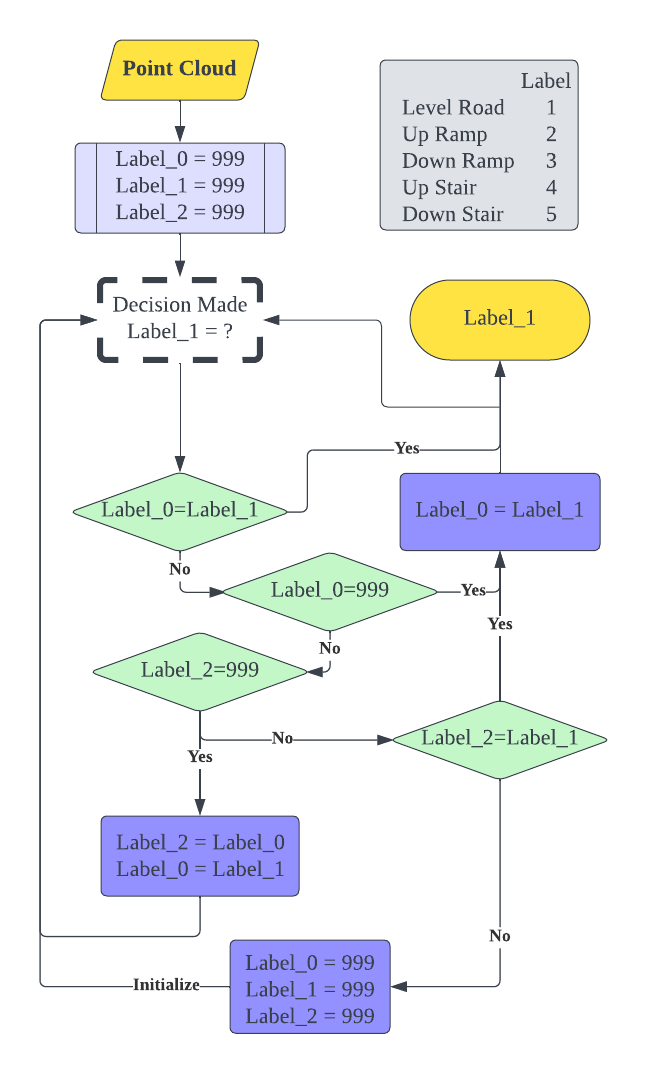 Point Cloud
Label_0 = 999
Label_1 = 999
Label_2 = 999
Label
Level Road 1
Up Ramp 2
Down Ramp 3
Up Stair 4
Down Stair 5
Decision Made
Label_1 = ?
Label_1
Yes
Label_0=Label_1
Label_0 = Label_1
No
Label_0=999
Yes
Yes
No
Label_2=999
No
Label_2=Label_1
Yes
Label_2 = Label_0
Label_0 = Label_1
No
Label_0 = 999
Label_1 = 999
Label_2 = 999
Initialize